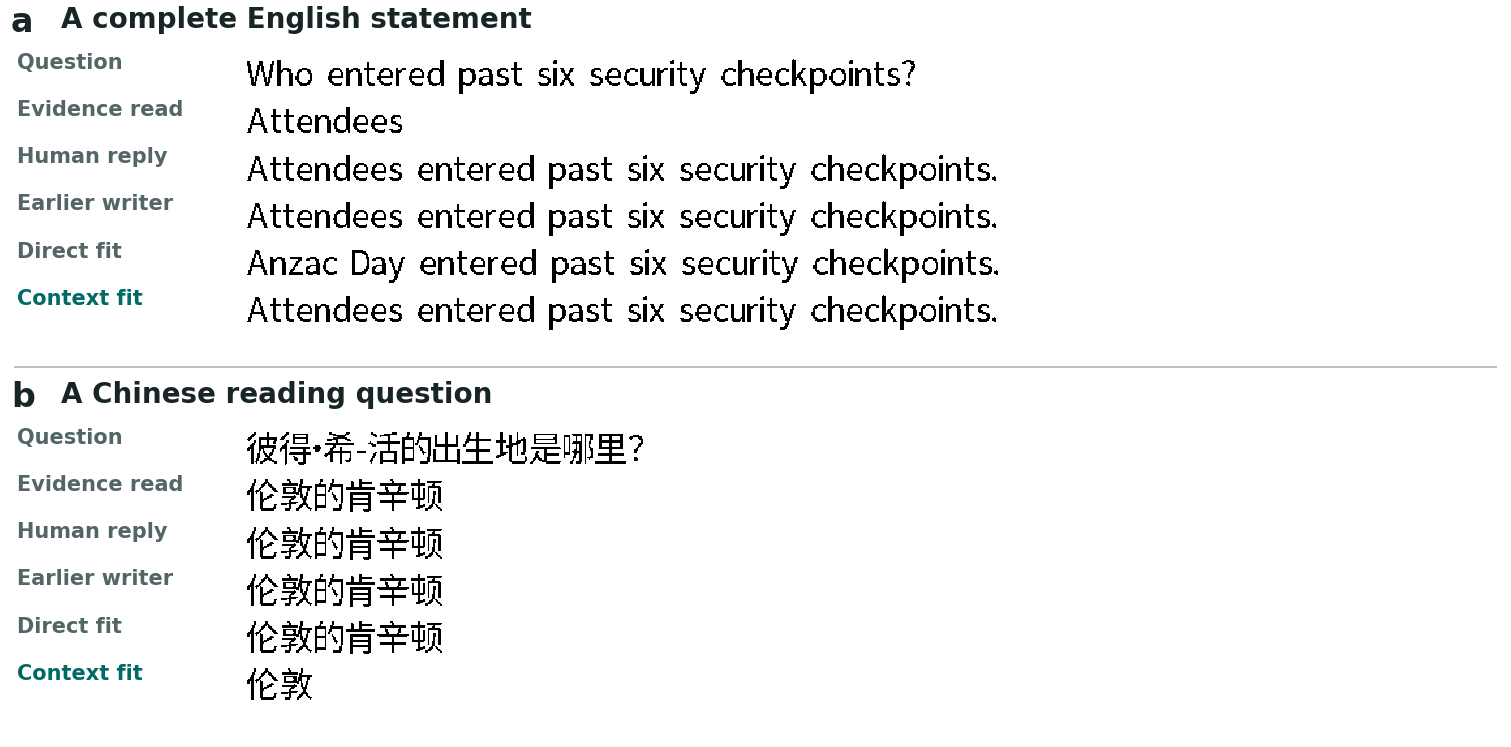 a A complete English statement
Question Who entered past six security checkpoints?
Evidence read Attendees
Human reply Attendees entered past six security checkpoints.
Earlier writer Attendees entered past six security checkpoints.
Direct fit Anzac Day entered past six security checkpoints.
Context fit Attendees entered past six security checkpoints.
b A Chinese reading question
Question 彼得·希-活的出生地是哪里?
Evidence read 伦敦的肯辛顿
Human reply 伦敦的肯辛顿
Earlier writer 伦敦的肯辛顿
Direct fit 伦敦的肯辛顿
Context fit 伦敦